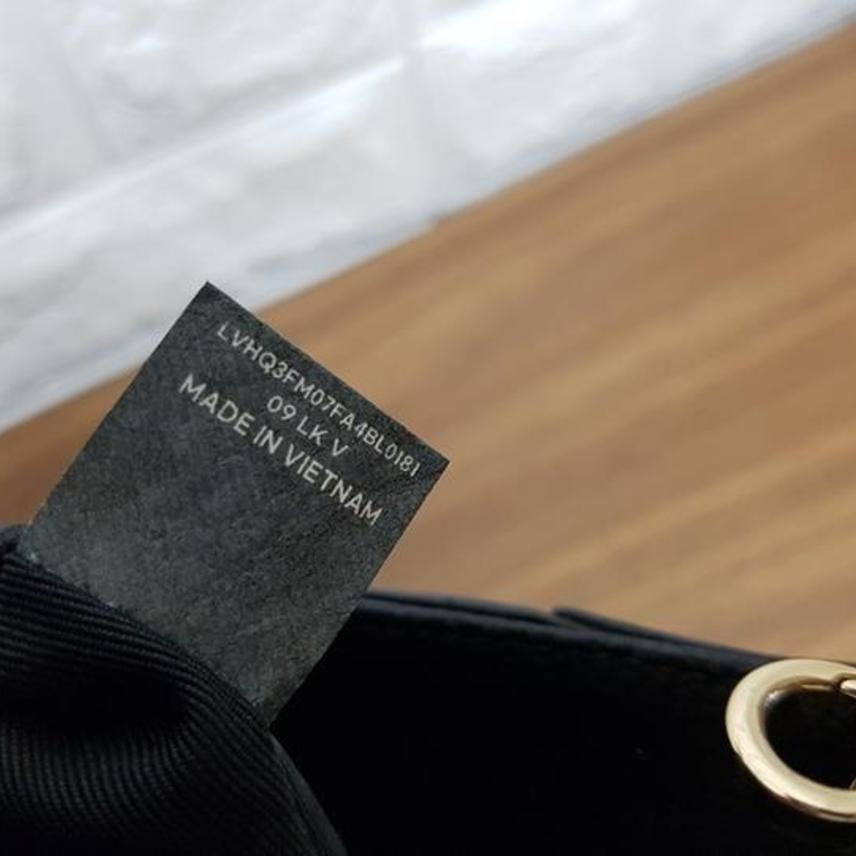 LVHQ3FM07FA4BL0181
09 LK V
MADE IN VIETNAM